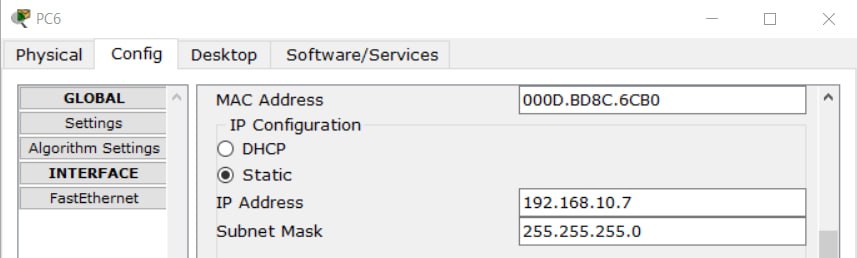 PC6
Physical Config Desktop Software/Services
GLOBAL
Settings
Algorithm Settings
INTERFACE
FastEthernet
MAC Address 000D.BD8C.6CB0
IP Configuration
DHCP
Static
IP Address 192.168.10.7
Subnet Mask 255.255.255.0